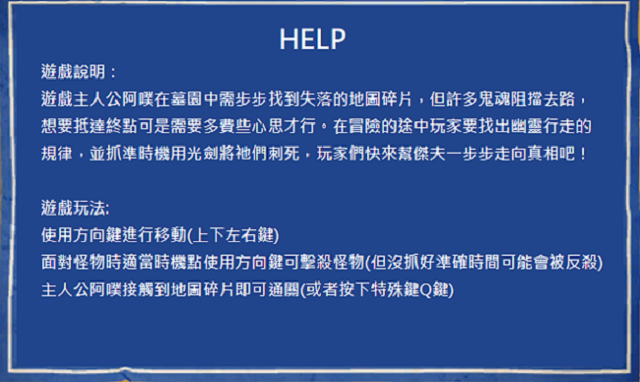 HELP
遊戲說明：
遊戲主人公阿噗在墓園中需步步找到失落的地圖碎片，但許多鬼魂阻擋去路，
想要抵達終點可是需要多費些心思才行。在冒險的途中玩家要找出幽靈行走的
規律，並抓準時機用光劍將祂們刺死，玩家們快來幫傑夫一步步走向真相吧！
遊戲玩法:
使用方向鍵進行移動(上下左右鍵)
面對怪物時適當時機點使用方向鍵可擊殺怪物(但沒抓好準確時間可能會被反殺)
主人公阿噗接觸到地圖碎片即可通關(或者按下特殊鍵Q鍵)